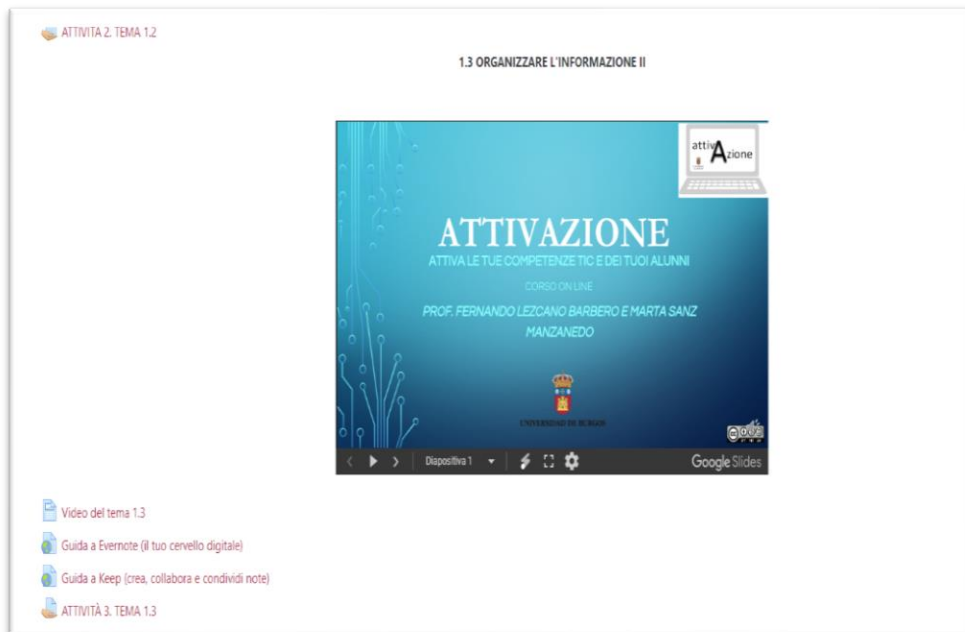 ATTIVITA 2. TEMA 1.2
1.3 ORGANIZZARE L'INFORMAZIONE II
attivAzione
ATTIVAZIONE
ATTIVA LE TUE COMPETENZE TIC E DEI TUOI ALUNNI
CORSO ON LINE
PROF. FERNANDO LEZCANO BARBERO E MARTA SANZ
MANZANEDO
UNIVERSIDAD DE BURGOS
Diapositiva 1
Google Slides
Video del tema 1.3
Guida a Evernote (il tuo cervello digitale)
Guida a Keep (crea, collabora e condividi note)
ATTIVITÀ 3. TEMA 1.3